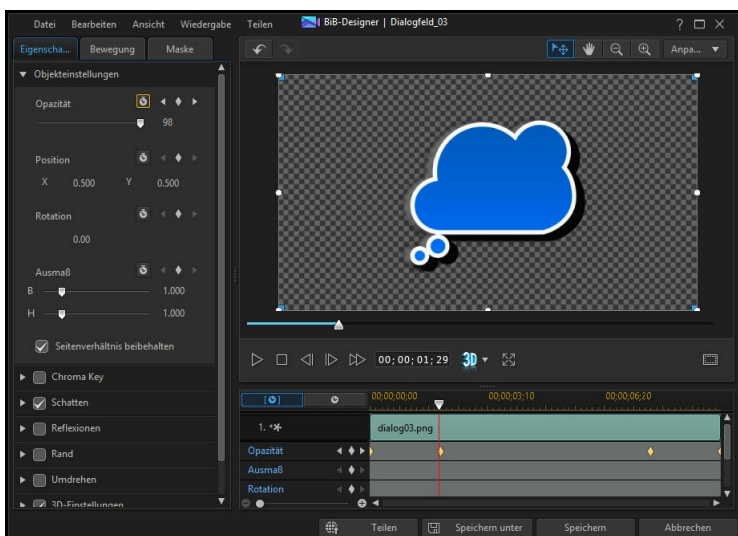 Datei Bearbeiten Ansicht Wiedergabe Teilen BiB-Designer | Dialogfeld_03 ?
Eigenscha... Bewegung Maske Anpa...
Objekteinstellungen
Opazität
98
Position
X 0.500 Y 0.500
Rotation
0.00
Ausmaß
B 1.000
H 1.000
Seitenverhältnis beibehalten
00;00;01;29 3D
Chroma Key
Schatten
Reflexionen
Rand
Umdrehen
3D-Einstellungen
00;00;00;00 00;00;03;10 00;00;06;20
1. dialog03.png
Opazität
Ausmaß
Rotation
Teilen Speichern unter Speichern Abbrechen